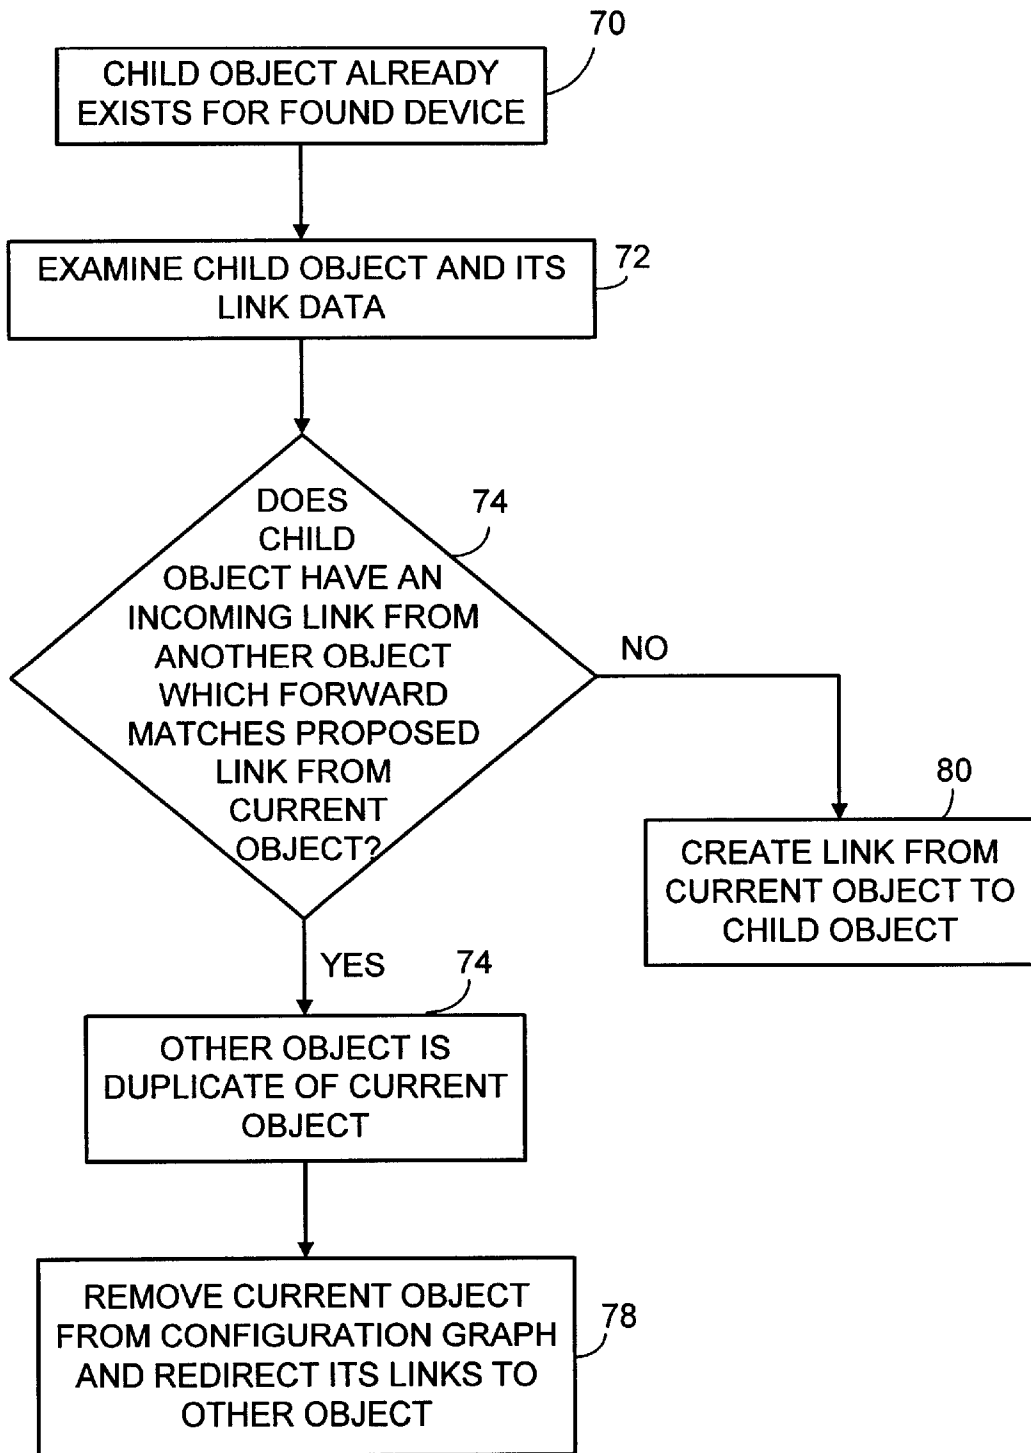 70
CHILD OBJECT ALREADY
EXISTS FOR FOUND DEVICE
EXAMINE CHILD OBJECT AND ITS
LINK DATA
72
DOES
CHILD
OBJECT HAVE AN
INCOMING LINK FROM
ANOTHER OBJECT
WHICH FORWARD
MATCHES PROPOSED
LINK FROM
CURRENT
OBJECT?
74
NO
80
CREATE LINK FROM
CURRENT OBJECT TO
CHILD OBJECT
YES
74
OTHER OBJECT IS
DUPLICATE OF CURRENT
OBJECT
REMOVE CURRENT OBJECT
FROM CONFIGURATION GRAPH
AND REDIRECT ITS LINKS TO
OTHER OBJECT
78